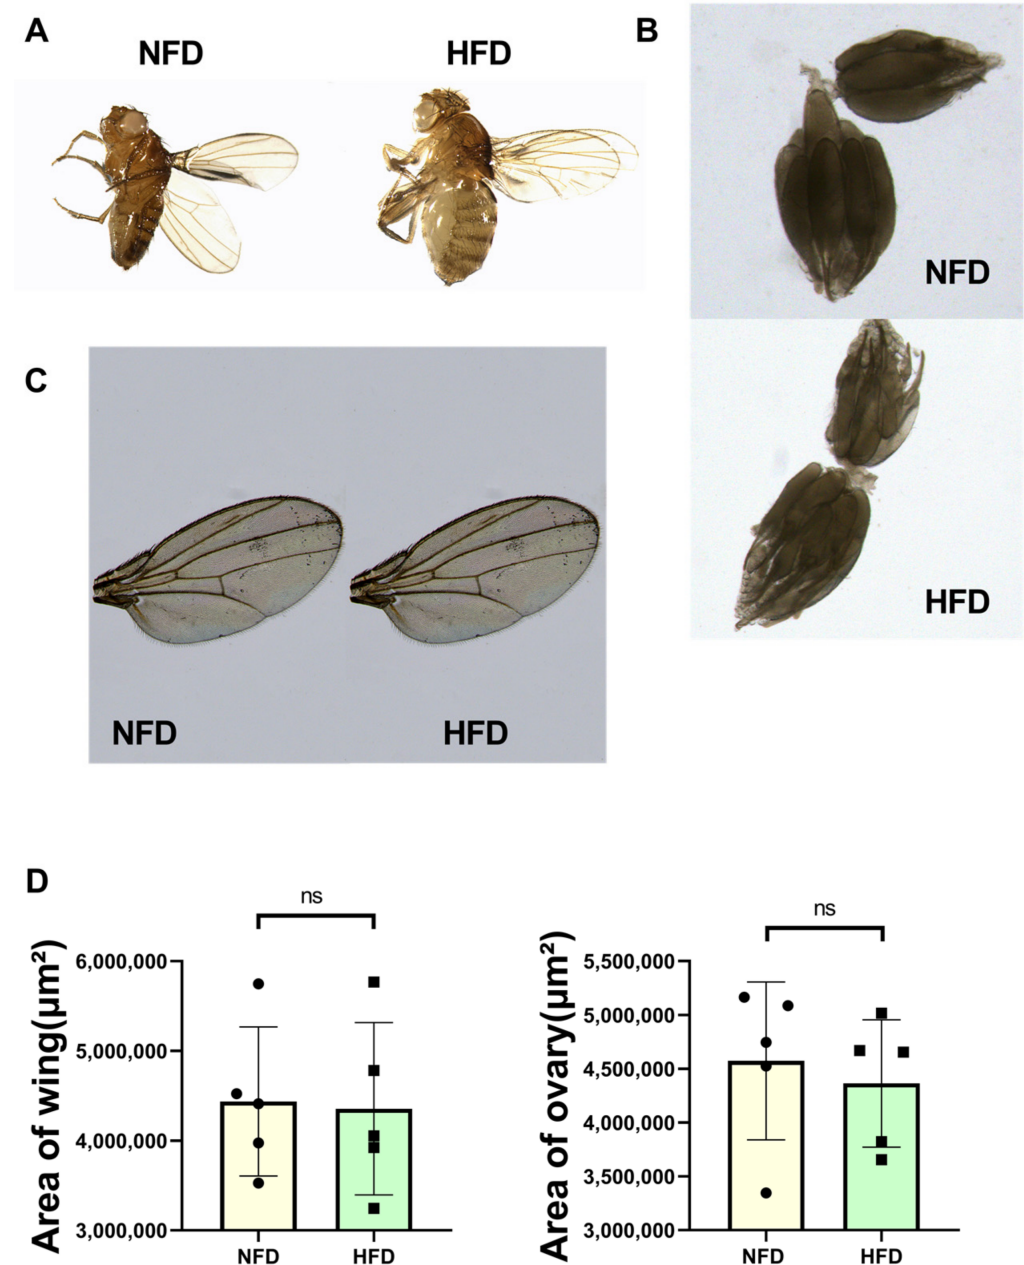 A
NFD
HFD
B
NFD
HFD
C
NFD
HFD
D
ns
Area of wing(µm²)
6,000,000
5,000,000
4,000,000
3,000,000
NFD
HFD
ns
Area of ovary(µm²)
5,500,000
5,000,000
4,500,000
4,000,000
3,500,000
3,000,000
NFD
HFD